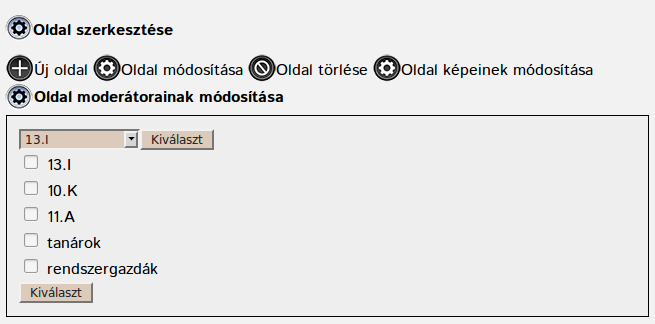 Oldal szerkesztése
Új oldal Oldal módosítása Oldal törlése Oldal képeinek módosítása
Oldal moderátorainak módosítása
13.I Kiválaszt
13.I
10.K
11.A
tanárok
rendszergazdák
Kiválaszt